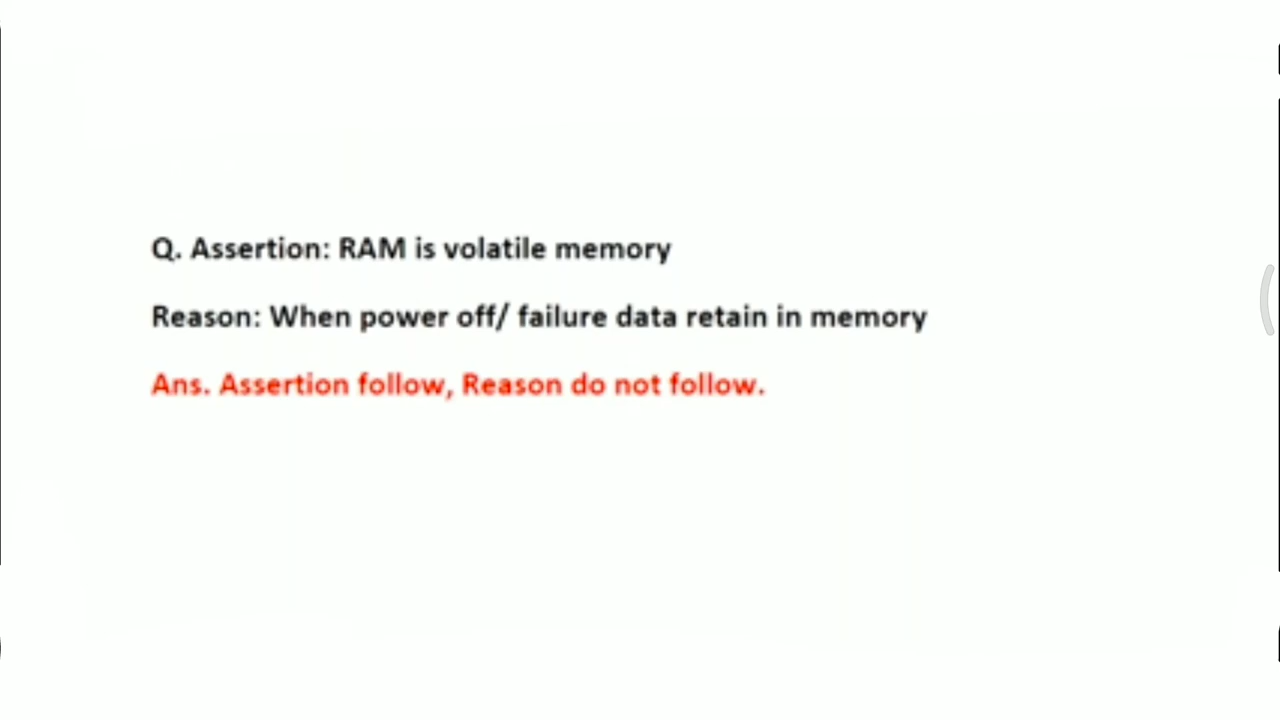 Q. Assertion: RAM is volatile memory
Reason: When power off/ failure data retain in memory
Ans. Assertion follow, Reason do not follow.